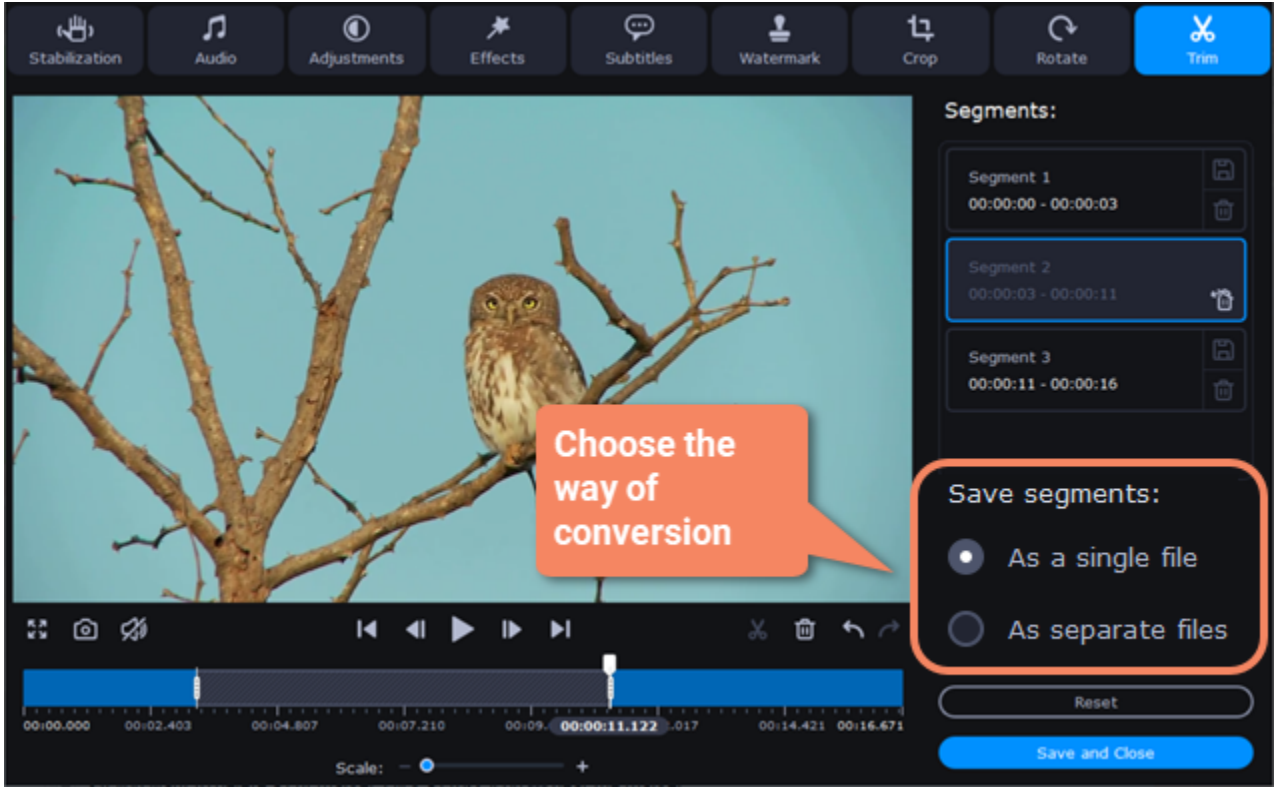 Stabilization
Audio
Adjustments
Effects
Subtitles
Watermark
Crop
Rotate
Trim
Segments:
Segment 1
00:00:00 - 00:00:03
Segment 2
00:00:03 - 00:00:11
Segment 3
00:00:11 - 00:00:16
Choose the
way of
conversion
Save segments:
As a single file
As separate files
00:00.000 00:02.403 00:04.807 00:07.210 00:09. 00:00:11.122 .017 00:14.421 00:16.671
Scale: - +
Reset
Save and Close